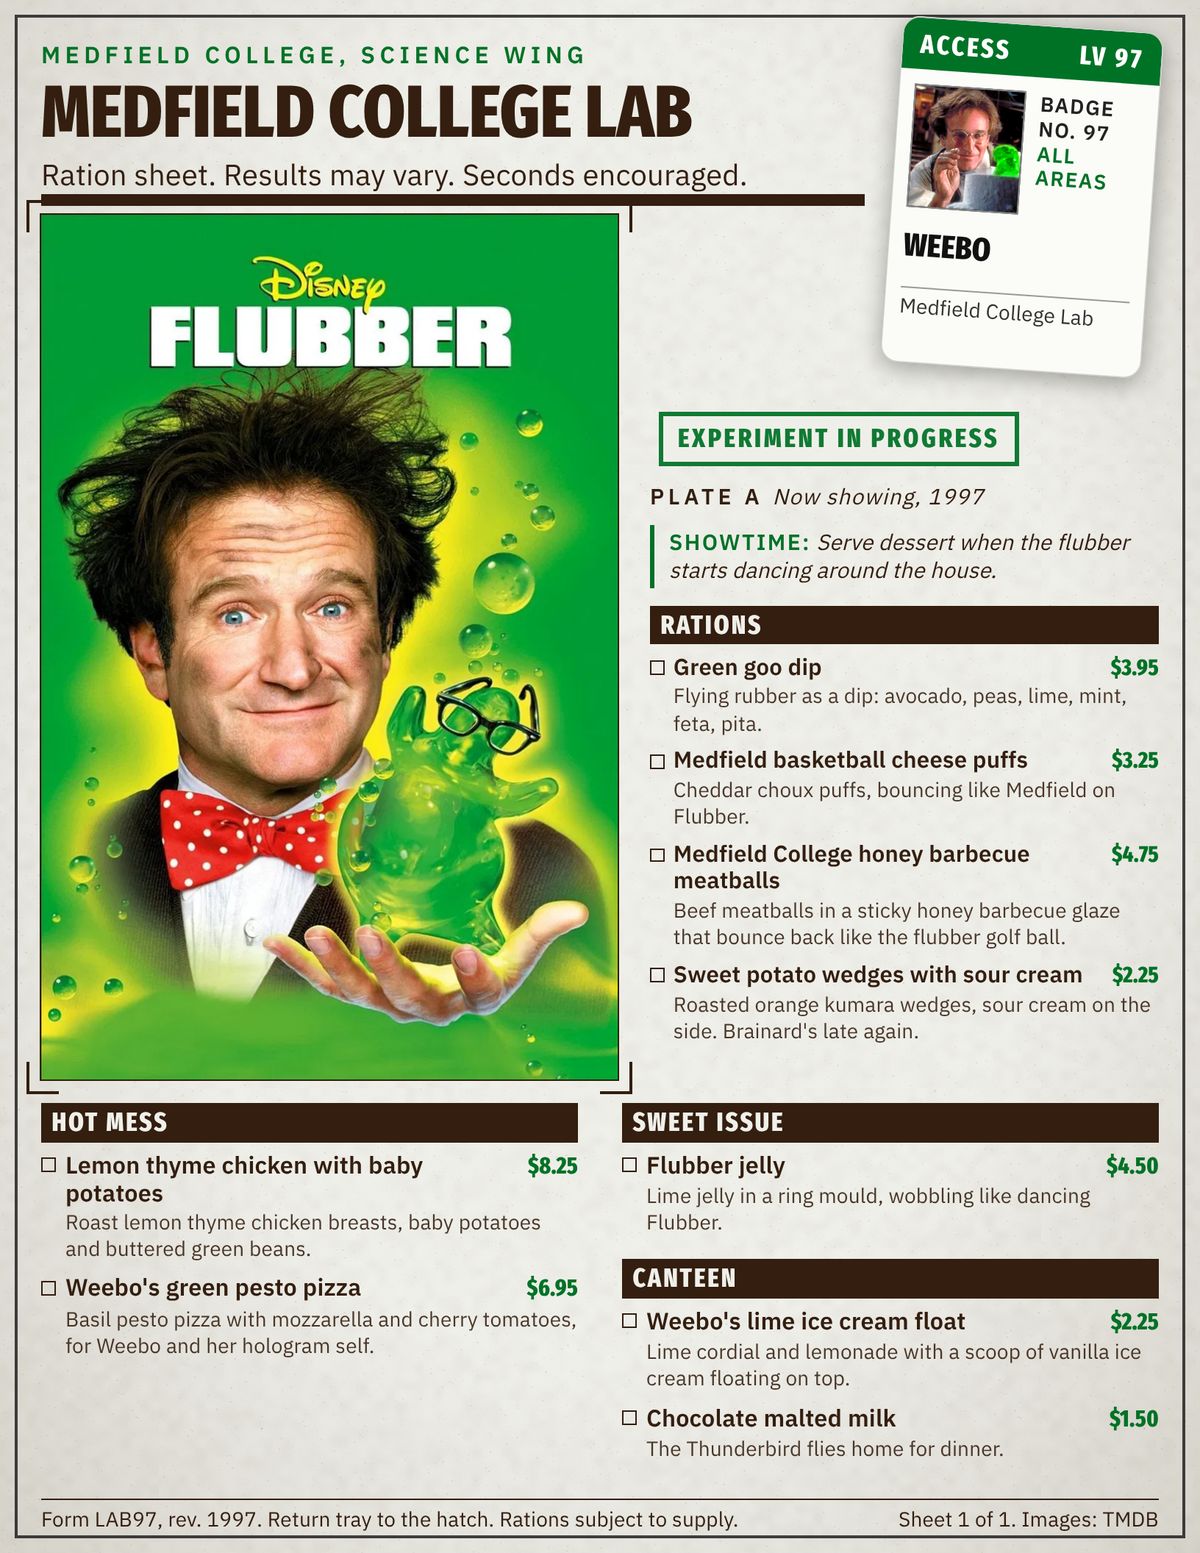 MEDFIELD COLLEGE, SCIENCE WING
MEDFIELD COLLEGE LAB
Ration sheet. Results may vary. Seconds encouraged.
ACCESS LV 97
BADGE
NO. 97
ALL
AREAS
WEEBO
Medfield College Lab
Disney
FLUBBER
EXPERIMENT IN PROGRESS
PLATE A Now showing, 1997
SHOWTIME: Serve dessert when the flubber
starts dancing around the house.
RATIONS
Green goo dip $3.95
Flying rubber as a dip: avocado, peas, lime, mint,
feta, pita.
Medfield basketball cheese puffs $3.25
Cheddar choux puffs, bouncing like Medfield on
Flubber.
Medfield College honey barbecue $4.75
meatballs
Beef meatballs in a sticky honey barbecue glaze
that bounce back like the flubber golf ball.
Sweet potato wedges with sour cream $2.25
Roasted orange kumara wedges, sour cream on the
side. Brainard's late again.
HOT MESS
Lemon thyme chicken with baby $8.25
potatoes
Roast lemon thyme chicken breasts, baby potatoes
and buttered green beans.
Weebo's green pesto pizza $6.95
Basil pesto pizza with mozzarella and cherry tomatoes,
for Weebo and her hologram self.
SWEET ISSUE
Flubber jelly $4.50
Lime jelly in a ring mould, wobbling like dancing
Flubber.
CANTEEN
Weebo's lime ice cream float $2.25
Lime cordial and lemonade with a scoop of vanilla ice
cream floating on top.
Chocolate malted milk $1.50
The Thunderbird flies home for dinner.
Form LAB97, rev. 1997. Return tray to the hatch. Rations subject to supply.
Sheet 1 of 1. Images: TMDB